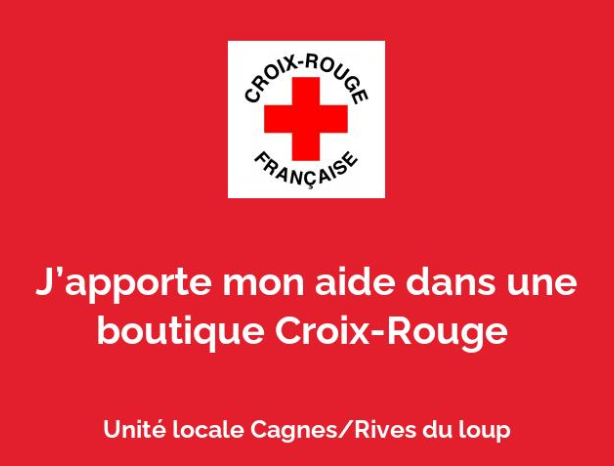 CROIX-ROUGE
FRANÇAISE
J'apporte mon aide dans une
boutique Croix-Rouge
Unité locale Cagnes/Rives du loup